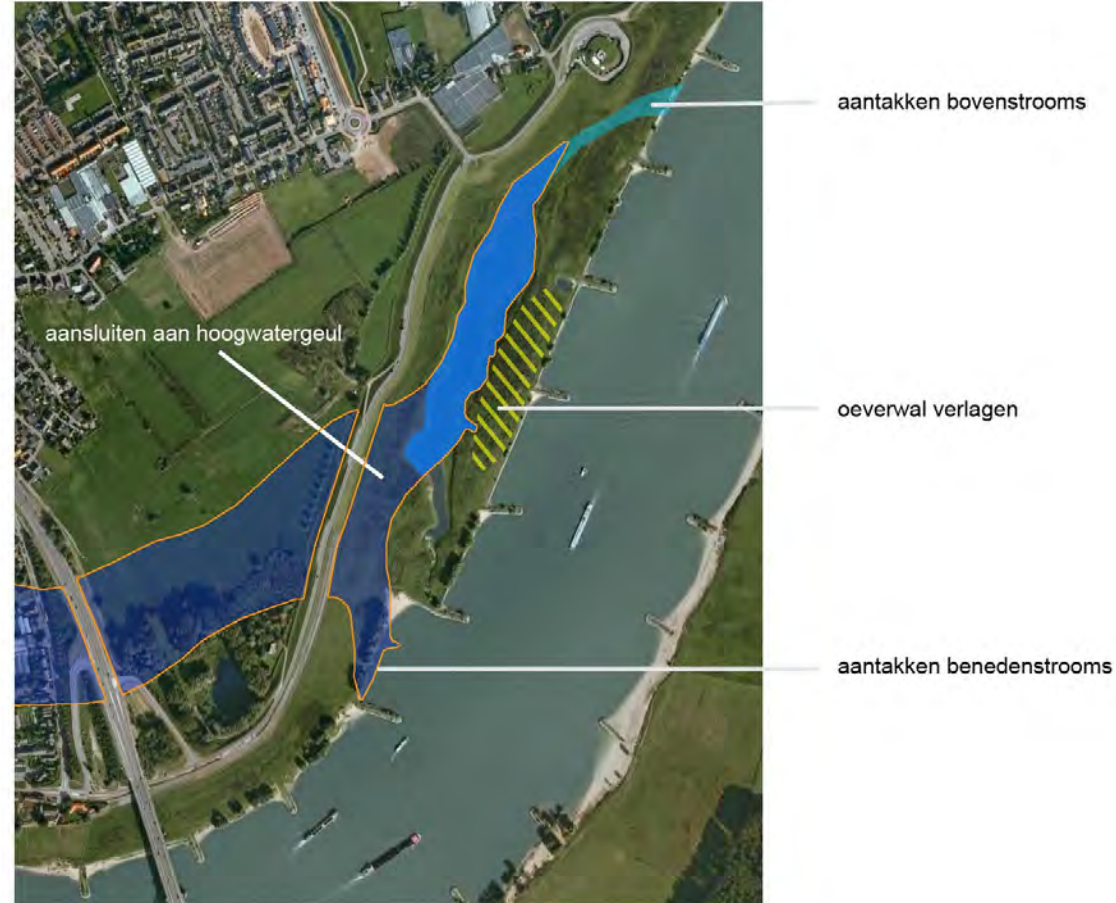 aantakken bovenstrooms
aansluiten aan hoogwatergeul
oeverwal verlagen
aantakken benedenstrooms